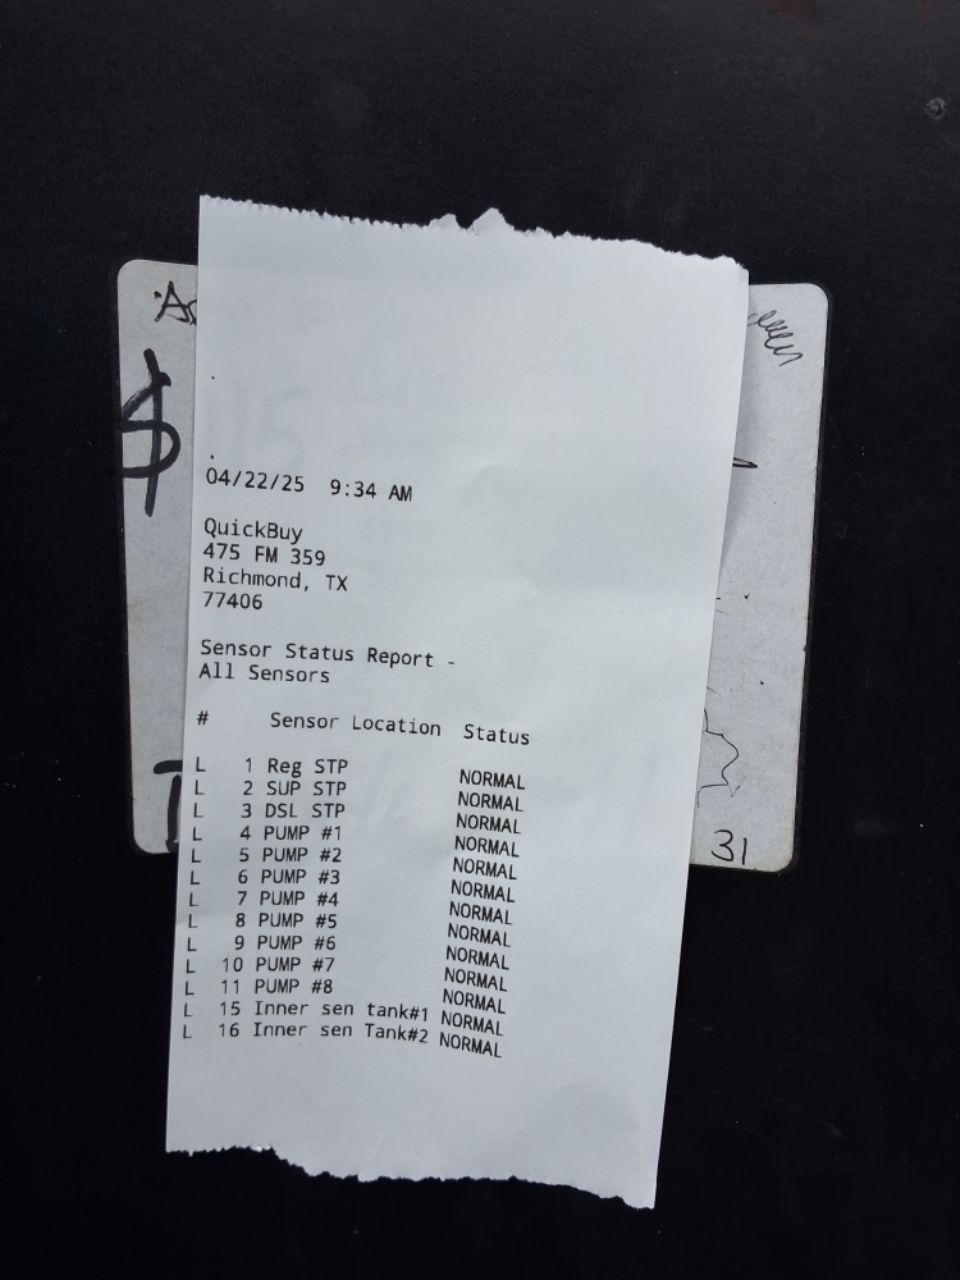 $
04/22/25 9:34 AM
QuickBuy
475 FM 359
Richmond, TX
77406
Sensor Status Report -
All Sensors
# Sensor Location Status
L 1 Reg STP NORMAL
L 2 SUP STP NORMAL
L 3 DSL STP NORMAL
L 4 PUMP #1 NORMAL
L 5 PUMP #2 NORMAL
L 6 PUMP #3 NORMAL
L 7 PUMP #4 NORMAL
L 8 PUMP #5 NORMAL
L 9 PUMP #6 NORMAL
L 10 PUMP #7 NORMAL
L 11 PUMP #8 NORMAL
L 15 Inner sen tank#1 NORMAL
L 16 Inner sen Tank#2 NORMAL
31